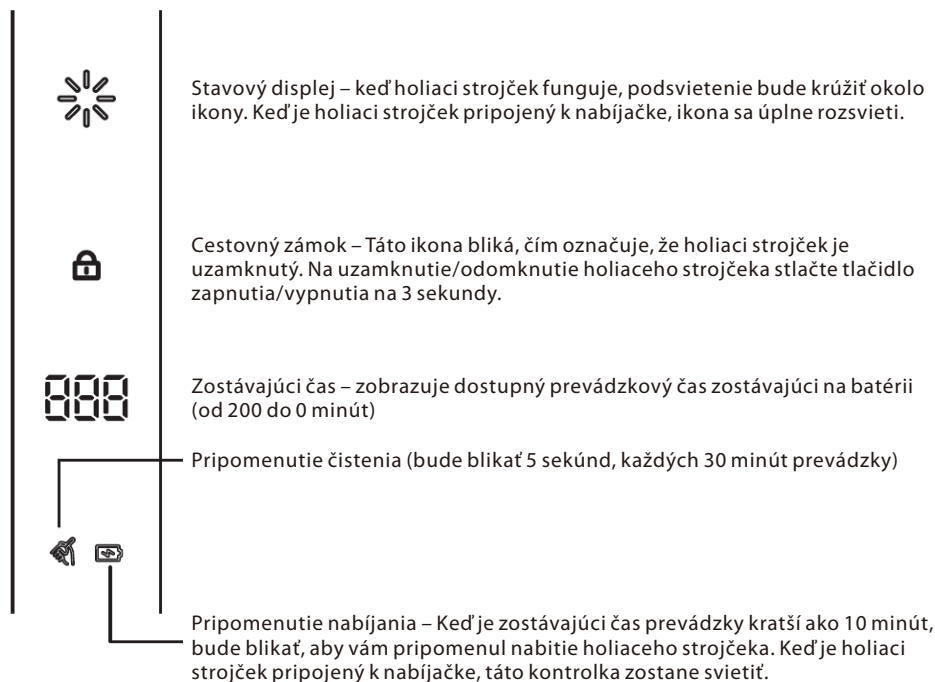 Stavový displej – keď holiaci strojček funguje, podsvietenie bude krúžiť okolo
ikony. Keď je holiaci strojček pripojený k nabíjačke, ikona sa úplne rozsvieti.
Cestovný zámok – Táto ikona bliká, čím označuje, že holiaci strojček je
uzamknutý. Na uzamknutie/odomknutie holiaceho strojčeka stlačte tlačidlo
zapnutia/vypnutia na 3 sekundy.
888
Zostávajúci čas – zobrazuje dostupný prevádzkový čas zostávajúci na batérii
(od 200 do 0 minút)
Pripomenutie čistenia (bude blikať 5 sekúnd, každých 30 minút prevádzky)
Pripomenutie nabíjania – Keď je zostávajúci čas prevádzky kratší ako 10 minút,
bude blikať, aby vám pripomenul nabitie holiaceho strojčeka. Keď je holiaci
strojček pripojený k nabíjačke, táto kontrolka zostane svietiť.